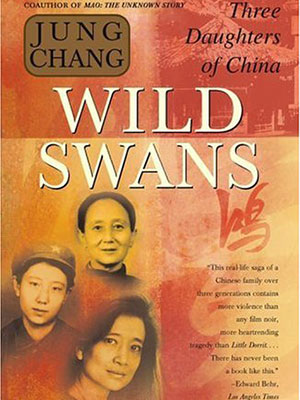 COAUTHOR OF MAO: THE UNKNOWN STORY
JUNG
CHANG
Three
Daughters
of China
WILD
SWANS
鴻
"This real-life saga of a
Chinese family over
three generations contains
more violence than
any film noir,
more heartrending
tragedy than Little Dorrit . . .
There has never been
a book like this."
–Edward Behr,
Los Angeles Times